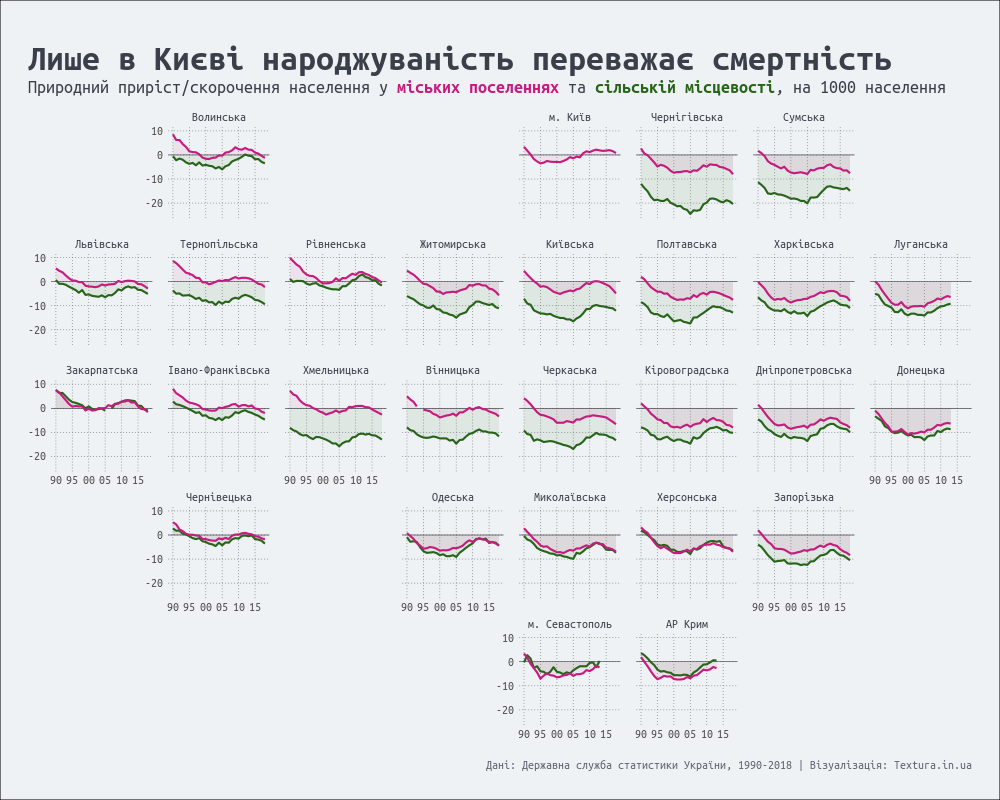 Лише в Києві народжуваність переважає смертність
Природний приріст/скорочення населення у міських поселеннях та сільській місцевості, на 1000 населення
Волинська м. Київ Чернігівська Сумська
10
0
-10
-20
Львівська Тернопільська Рівненська Житомирська Київська Полтавська Харківська Луганська
10
0
-10
-20
Закарпатська Івано-Франківська Хмельницька Вінницька Черкаська Кіровоградська Дніпропетровська Донецька
10
0
-10
-20
90 95 00 05 10 15 90 95 00 05 10 15 90 95 00 05 10 15
Чернівецька Одеська Миколаївська Херсонська Запорізька
10
0
-10
-20
90 95 00 05 10 15 90 95 00 05 10 15 90 95 00 05 10 15
м. Севастополь АР Крим
10
0
-10
-20
90 95 00 05 10 15 90 95 00 05 10 15
Дані: Державна служба статистики України, 1990-2018 | Візуалізація: Textura.in.ua